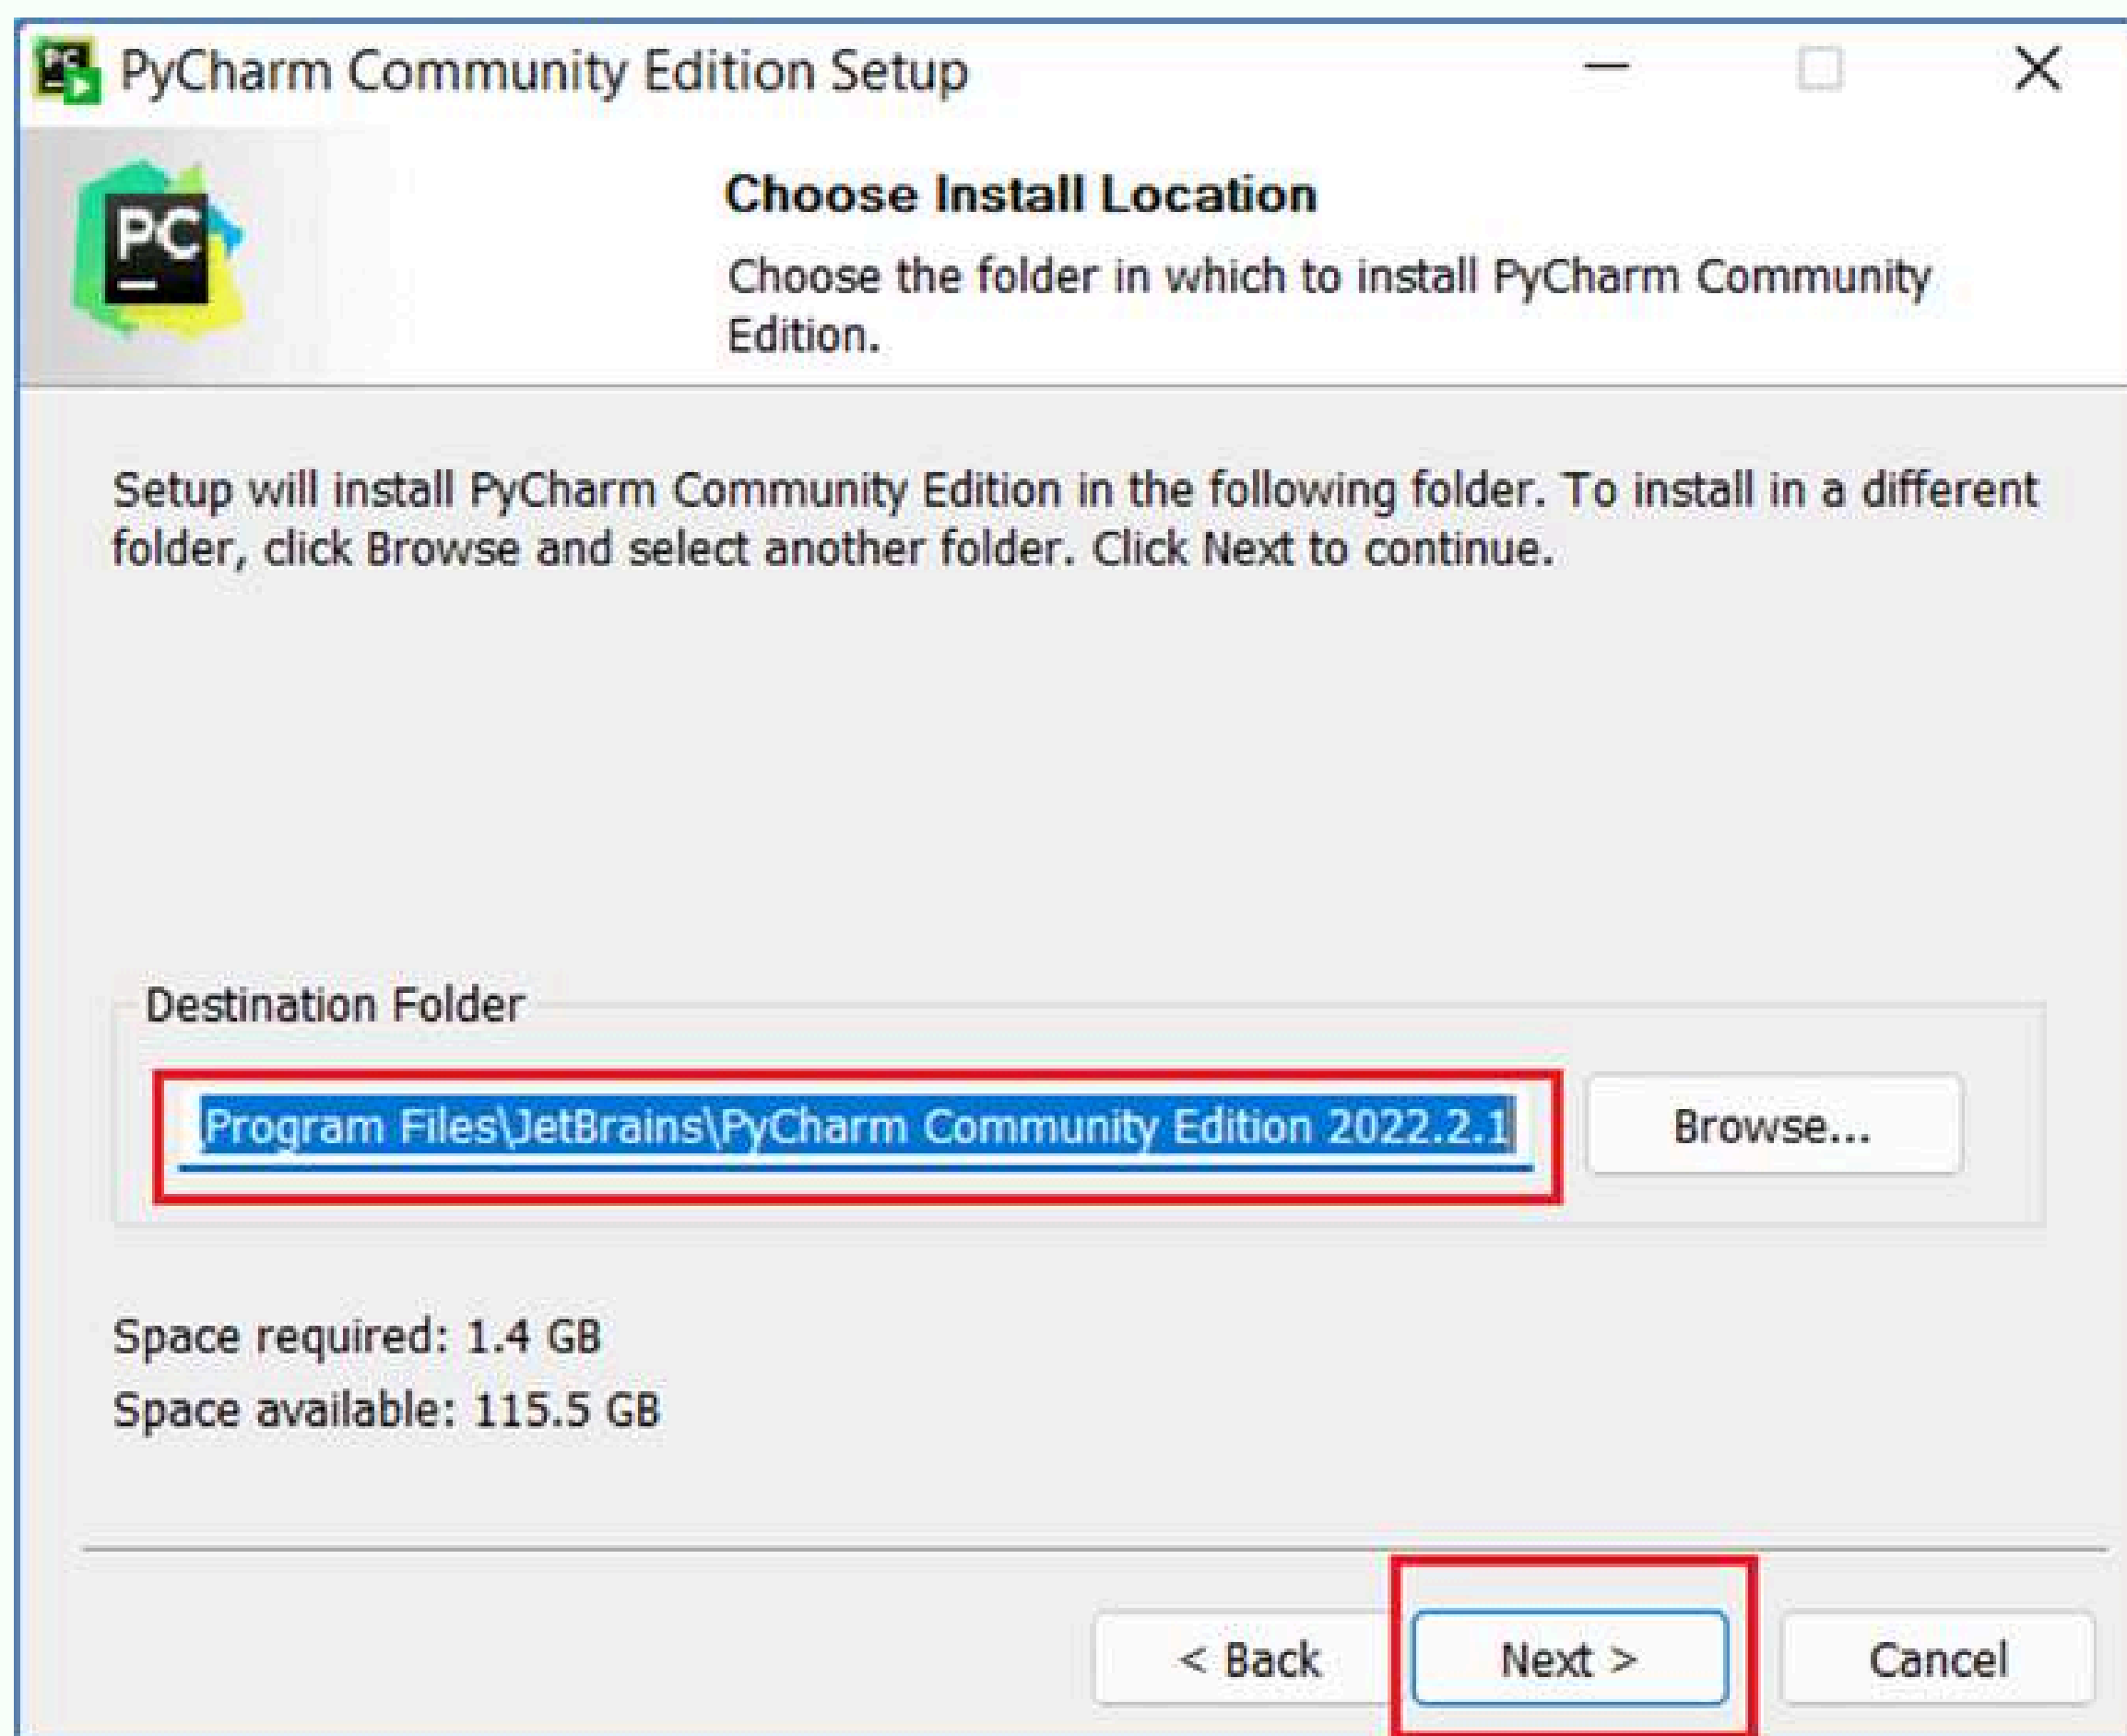 PyCharm Community Edition Setup
PC
Choose Install Location
Choose the folder in which to install PyCharm Community
Edition.
Setup will install PyCharm Community Edition in the following folder. To install in a different
folder, click Browse and select another folder. Click Next to continue.
Destination Folder
Program Files\JetBrains\PyCharm Community Edition 2022.2.1
Browse...
Space required: 1.4 GB
Space available: 115.5 GB
< Back
Next >
Cancel